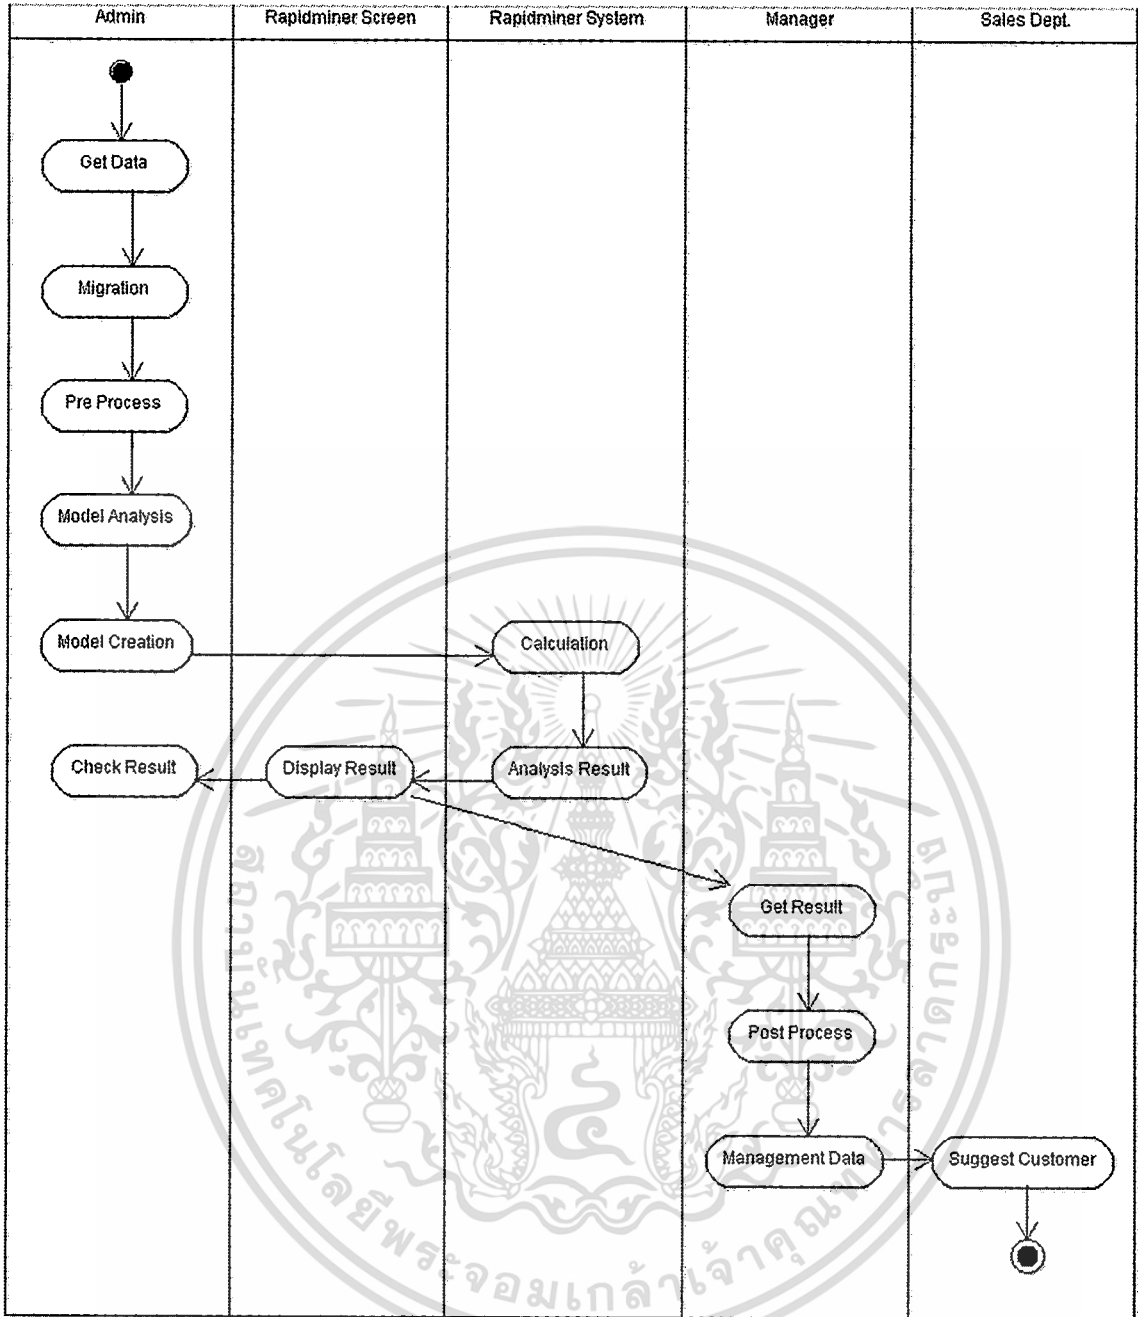 Admin
Rapidminer Screen
Rapidminer System
Manager
Sales Dept.
Get Data
Migration
Pre Process
Model Analysis
Model Creation
Calculation
Check Result
Display Result
Analysis Result
Get Result
Post Process
Management Data
Suggest Customer